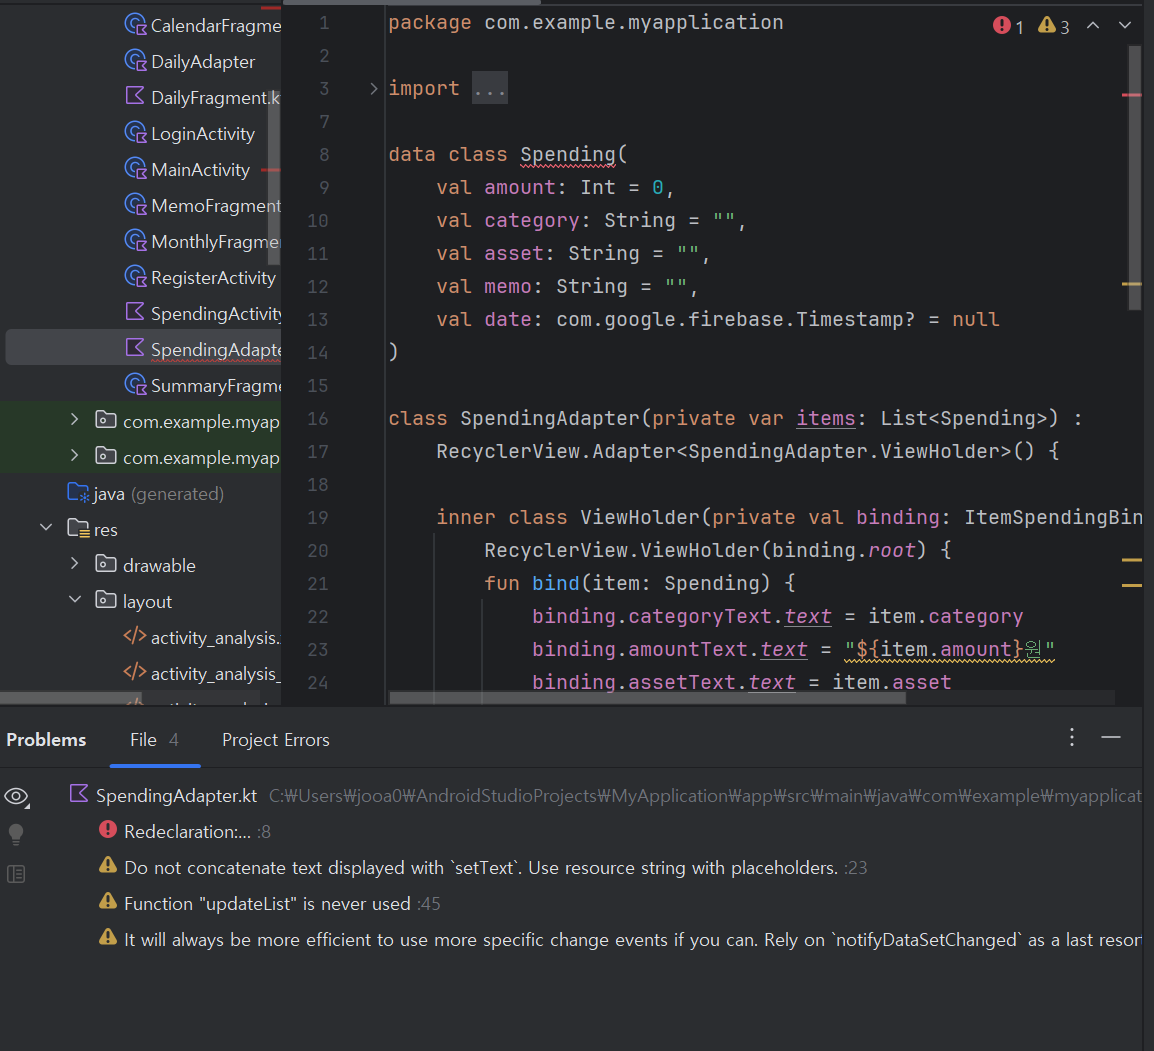 CalendarFragme
DailyAdapter
DailyFragment.k
LoginActivity
MainActivity
MemoFragment
MonthlyFragme
RegisterActivity
SpendingActivity
SpendingAdapte
SummaryFragme
com.example.myap
com.example.myap
java (generated)
res
drawable
layout
activity_analysis.
activity_analysis_
1 package com.example.myapplication
2
3 import ...
7
8 data class Spending(
9 val amount: Int = 0,
10 val category: String = "",
11 val asset: String = "",
12 val memo: String = "",
13 val date: com.google.firebase.Timestamp? = null
14 )
15
16 class SpendingAdapter(private var items: List<Spending>) :
17 RecyclerView.Adapter<SpendingAdapter.ViewHolder>() {
18
19 inner class ViewHolder(private val binding: ItemSpendingBin
20 RecyclerView.ViewHolder(binding.root) {
21 fun bind(item: Spending) {
22 binding.categoryText.text = item.category
23 binding.amountText.text = "${item.amount}원"
24 binding.assetText.text = item.asset
1 3
Problems File 4 Project Errors
SpendingAdapter.kt C:₩Users₩jooa0₩AndroidStudioProjects₩MyApplication₩app₩src₩main₩java₩com₩example₩myapplicat
Redeclaration:... :8
Do not concatenate text displayed with `setText`. Use resource string with placeholders. :23
Function "updateList" is never used :45
It will always be more efficient to use more specific change events if you can. Rely on `notifyDataSetChanged` as a last resor